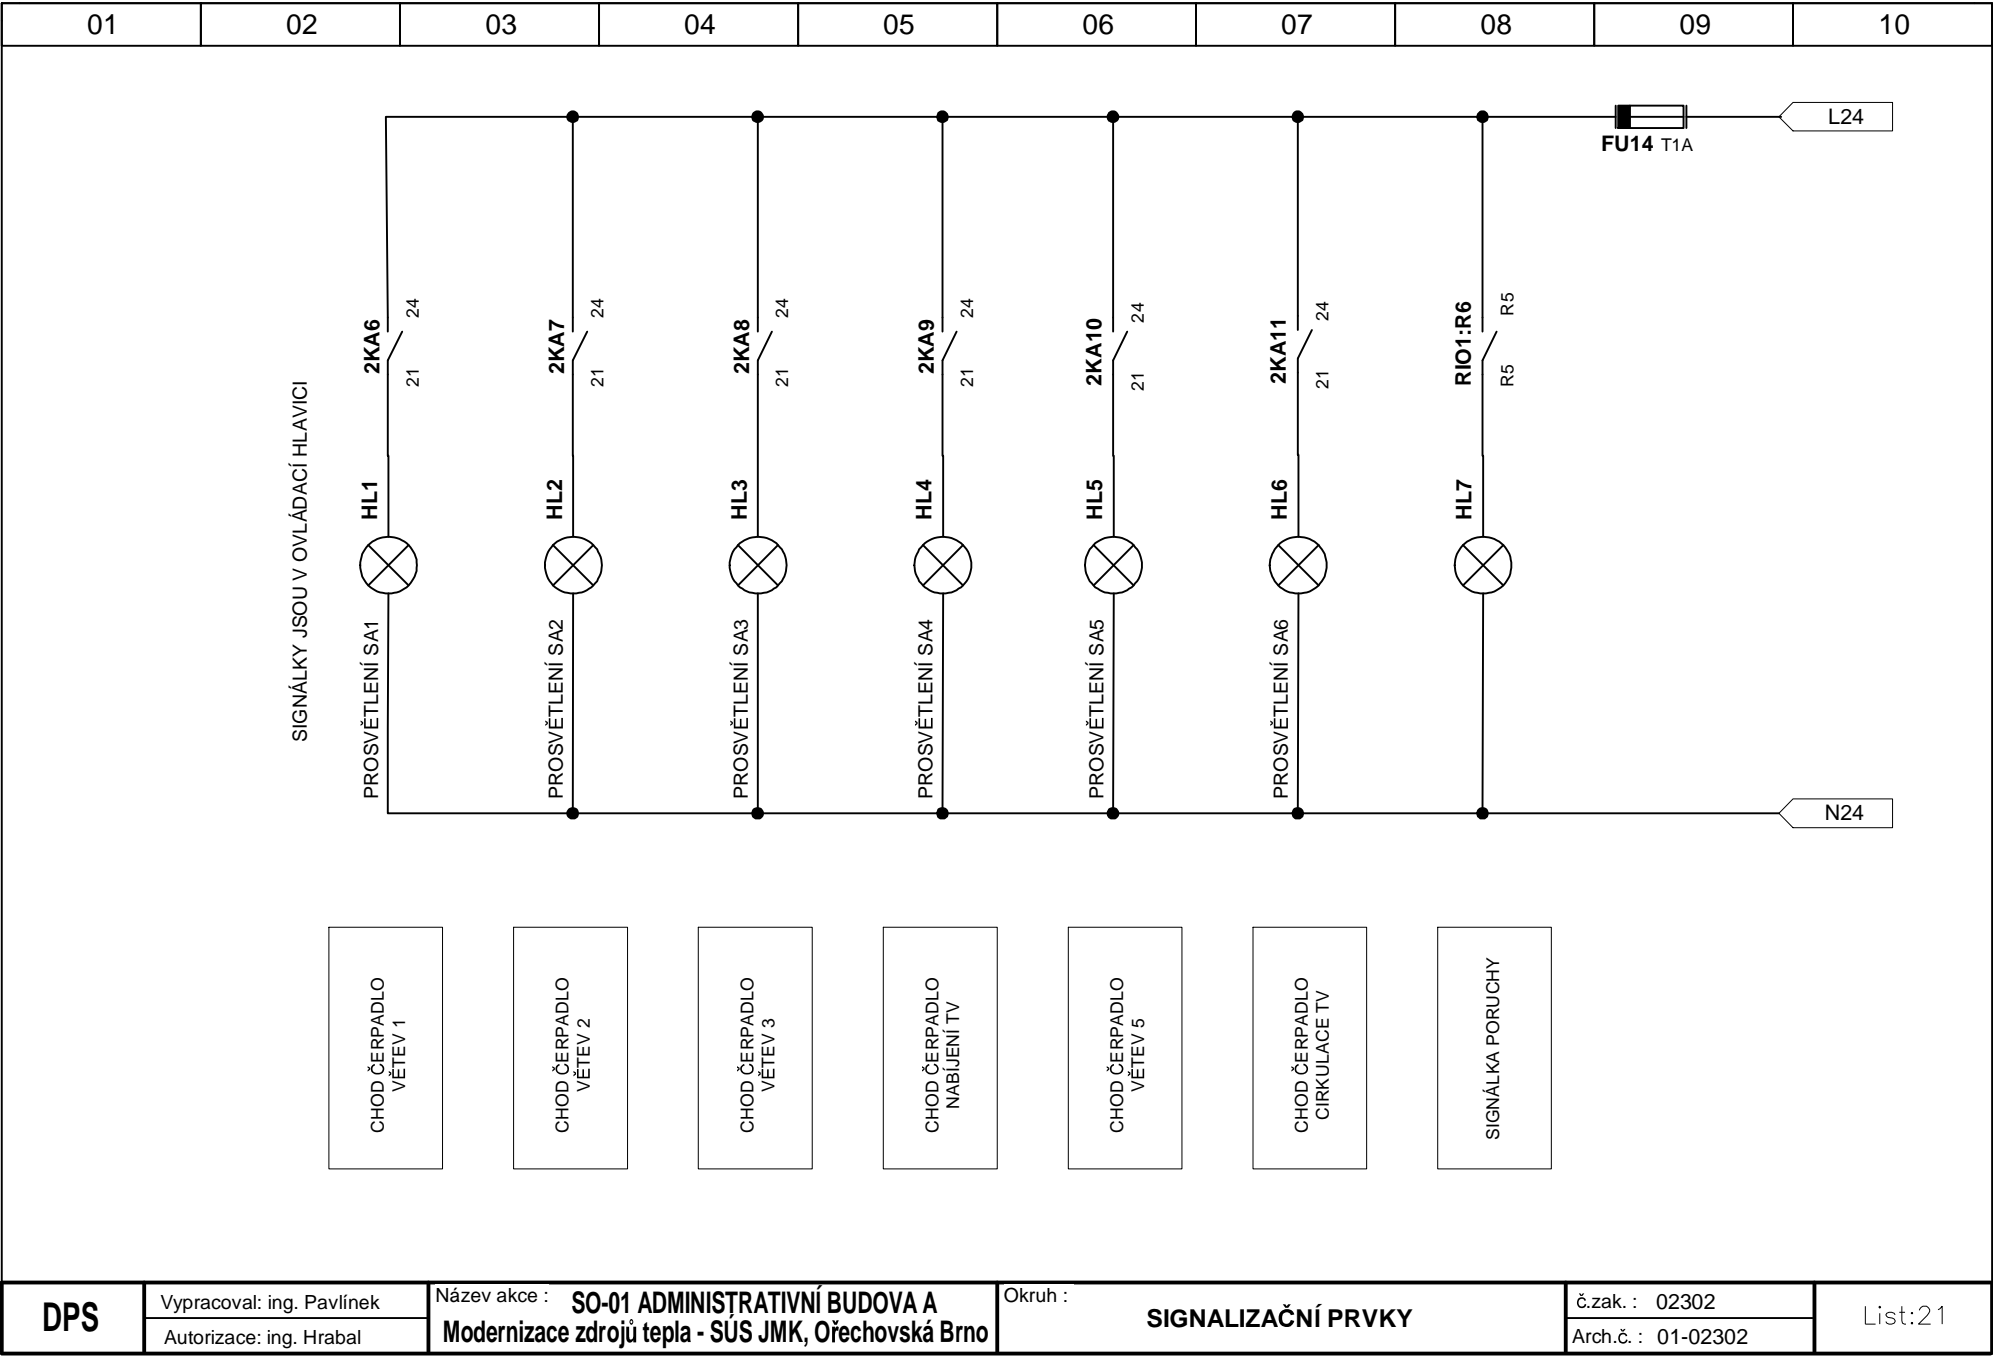 01 02 03 04 05 06 07 08 09 10
L24
FU14 T1A
2KA6 24 21
2KA7 24 21
2KA8 24 21
2KA9 24 21
2KA10 24 21
2KA11 24 21
RIO1:R6 R5 R5
SIGNÁLKY JSOU V OVLÁDACÍ HLAVICI
HL1
HL2
HL3
HL4
HL5
HL6
HL7
PROSVĚTLENÍ SA1
PROSVĚTLENÍ SA2
PROSVĚTLENÍ SA3
PROSVĚTLENÍ SA4
PROSVĚTLENÍ SA5
PROSVĚTLENÍ SA6
N24
CHOD ČERPADLO
VĚTEV 1
CHOD ČERPADLO
VĚTEV 2
CHOD ČERPADLO
VĚTEV 3
CHOD ČERPADLO
NABÍJENÍ TV
CHOD ČERPADLO
VĚTEV 5
CHOD ČERPADLO
CIRKULACE TV
SIGNÁLKA PORUCHY
DPS
Vypracoval: ing. Pavlínek
Autorizace: ing. Hrabal
Název akce : SO-01 ADMINISTRATIVNÍ BUDOVA A
Modernizace zdrojů tepla - SÚS JMK, Ořechovská Brno
Okruh :
SIGNALIZAČNÍ PRVKY
č.zak. : 02302
Arch.č. : 01-02302
List:21